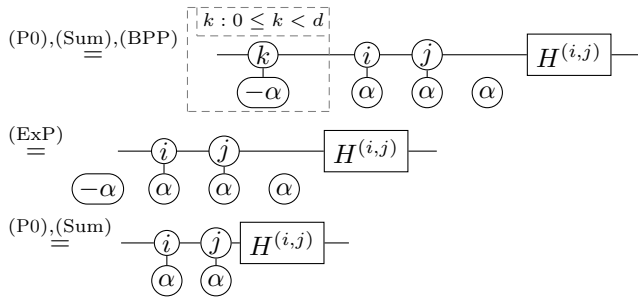 k : 0 ≤ k < d
(P0),(Sum),(BPP)
= k i j H^{(i,j)}
−α α α α
(ExP)
= i j H^{(i,j)}
−α α α α
(P0),(Sum)
= i j H^{(i,j)}
α α